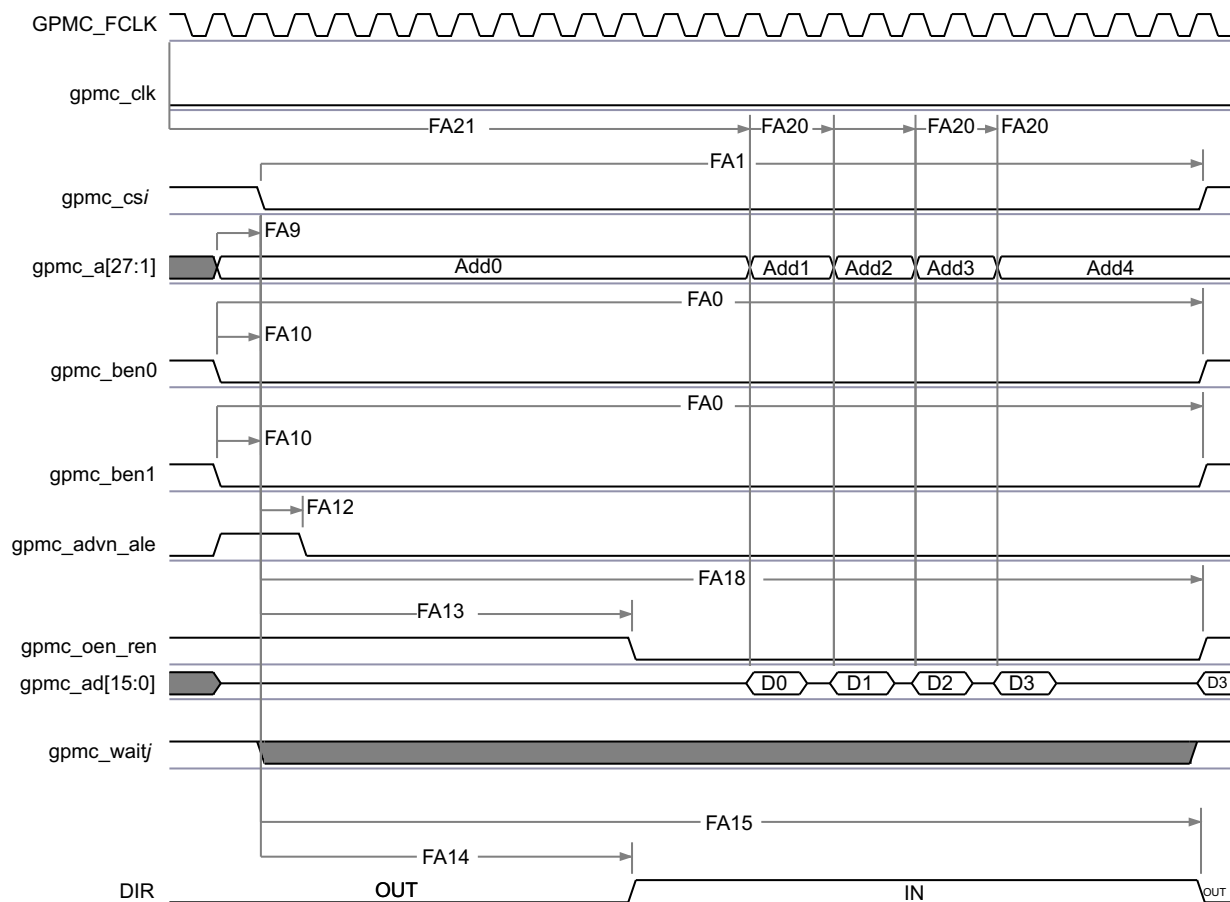 GPMC_FCLK
gpmc_clk
FA21 FA20 FA20 FA20
FA1
gpmc_csi
FA9
gpmc_a[27:1] Add0 Add1 Add2 Add3 Add4
FA0
FA10
gpmc_ben0
FA0
FA10
gpmc_ben1
FA12
gpmc_advn_ale
FA18
FA13
gpmc_oen_ren
gpmc_ad[15:0] D0 D1 D2 D3 D3
gpmc_waitj
FA15
FA14
DIR OUT IN OUT